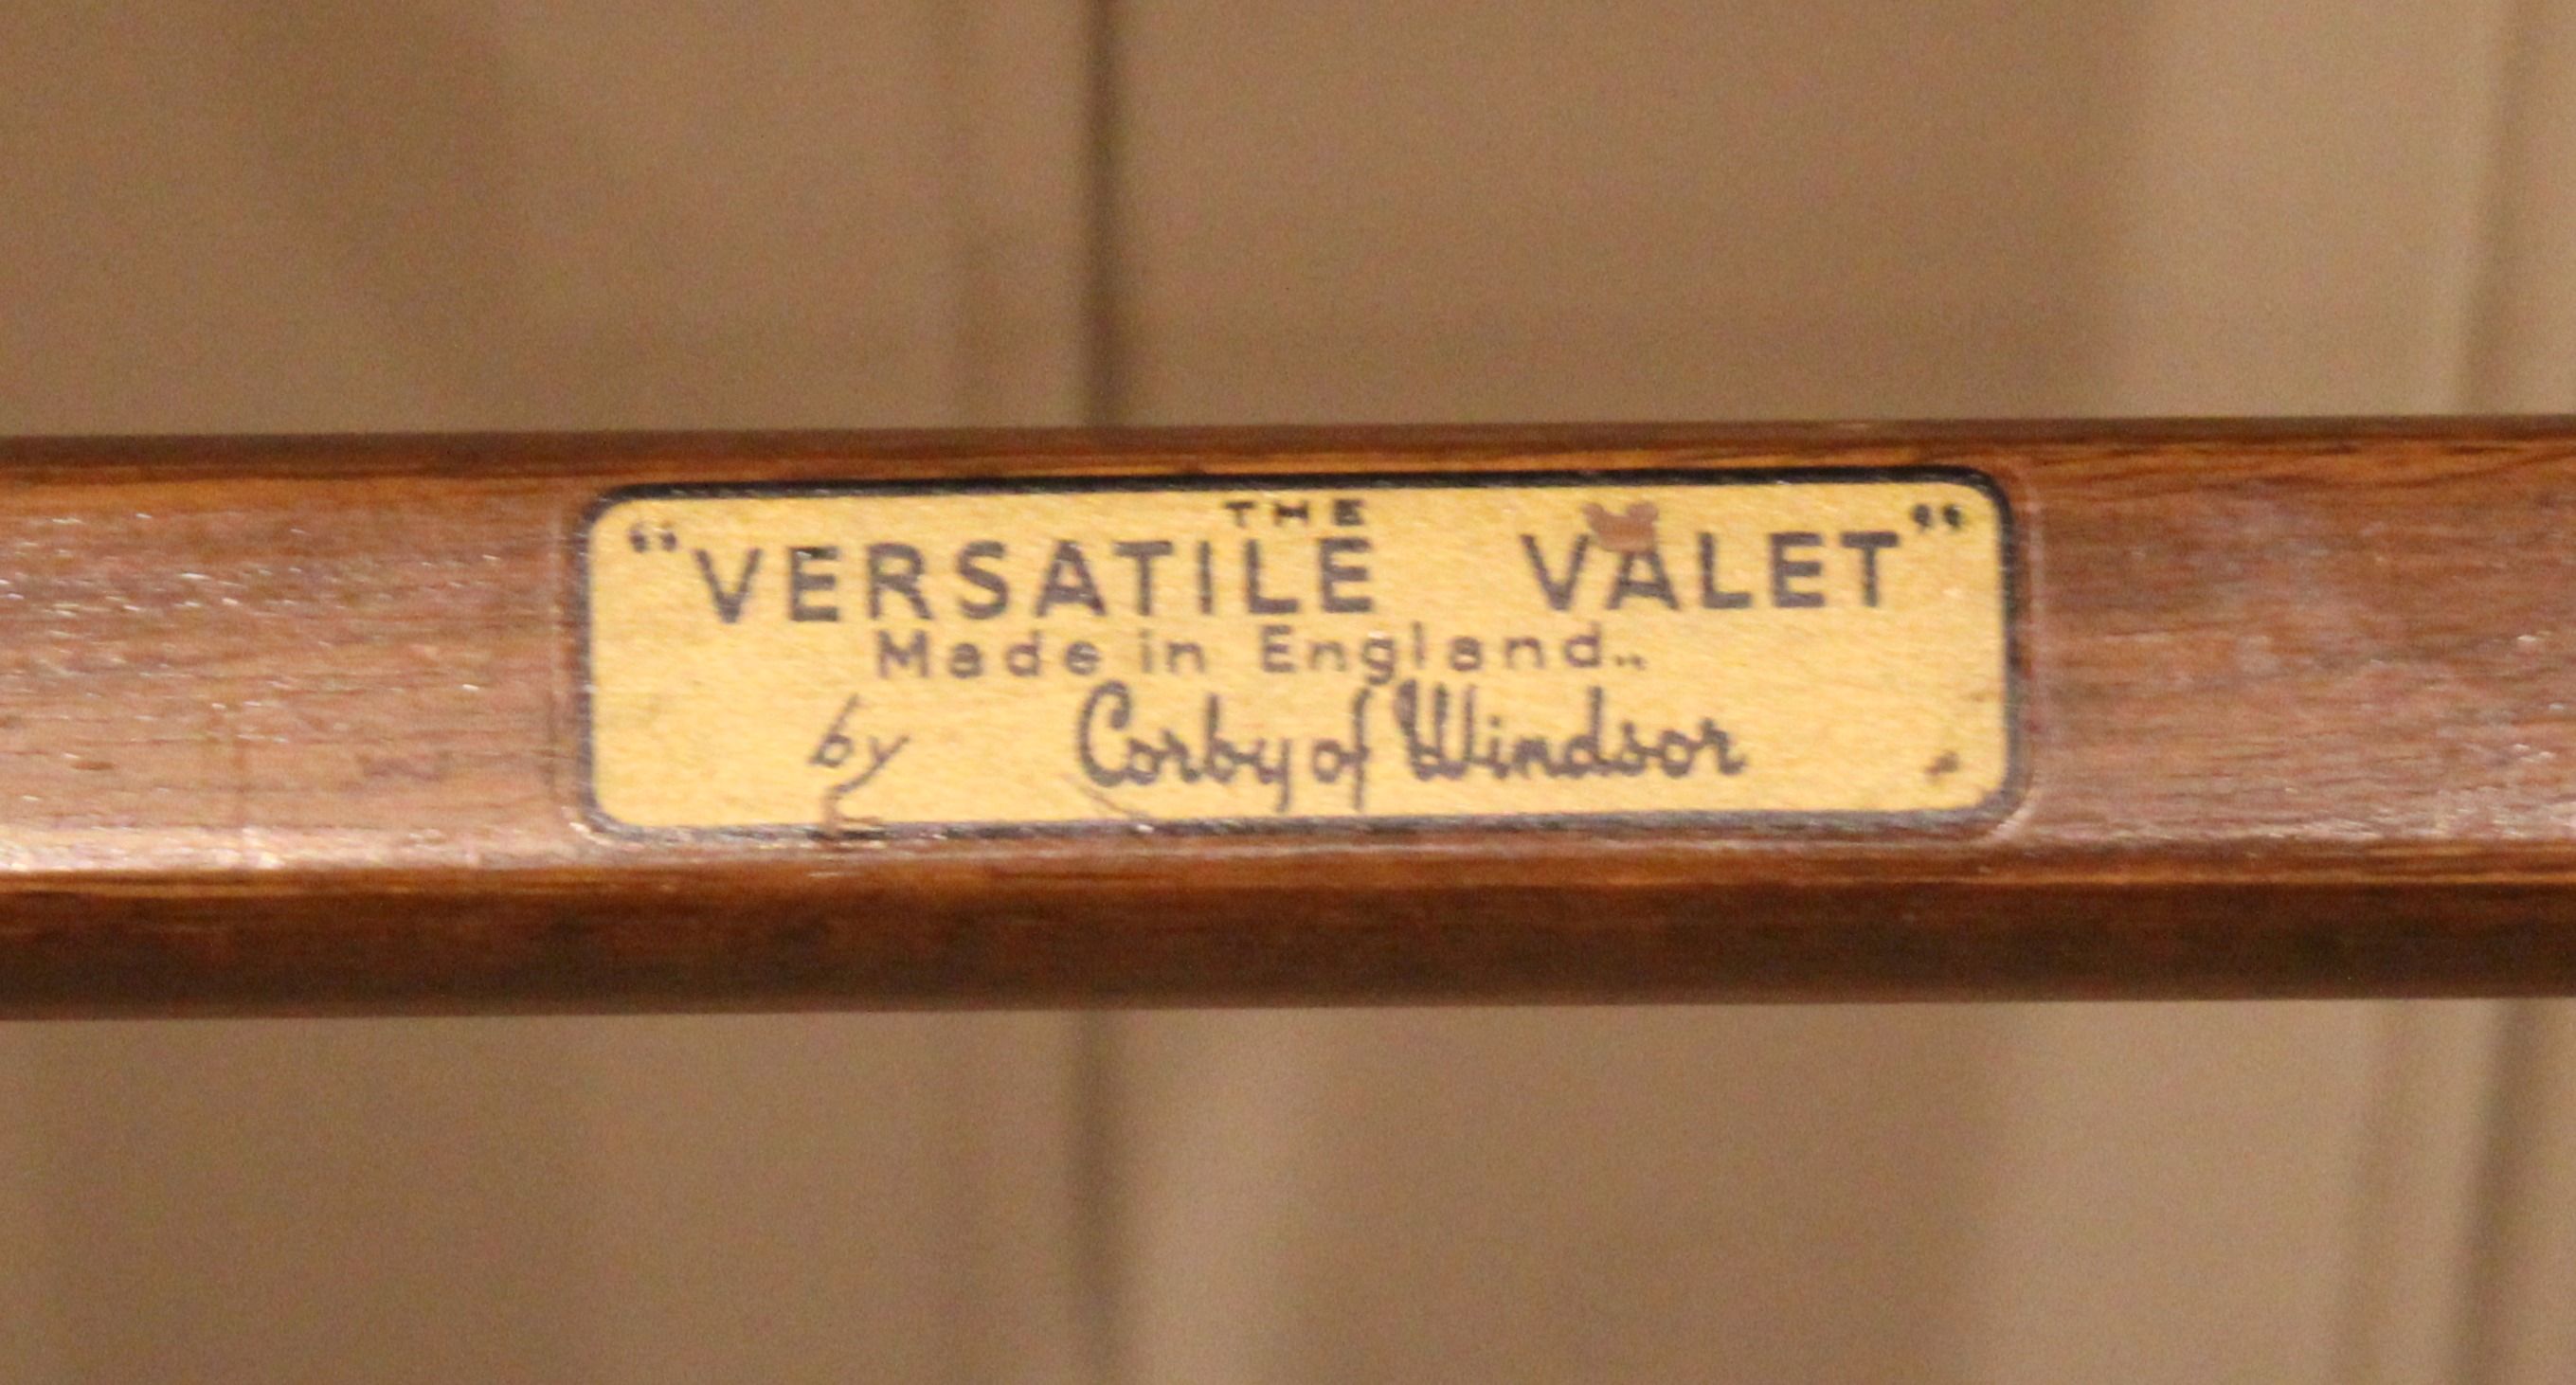 THE
“VERSATILE VALET”
Made in England..
by Corby of Windsor